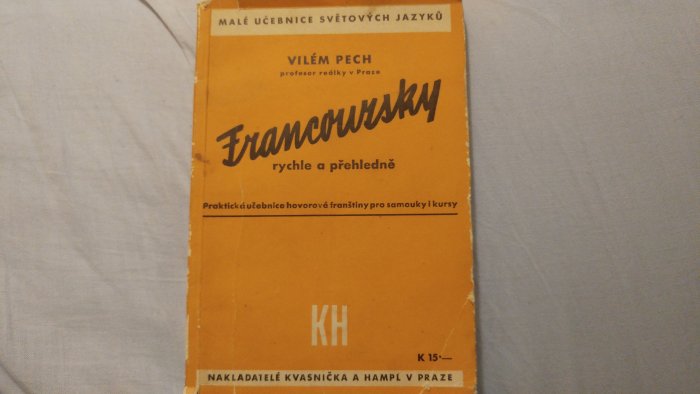 MALÉ UČEBNICE SVĚTOVÝCH JAZYKŮ
VILÉM PECH
profesor reálky v Praze
Francouzsky
rychle a přehledně
Praktická učebnice hovorové franštiny pro samouky i kursy
KH
K 15·—
NAKLADATELÉ KVASNIČKA A HAMPL V PRAZE